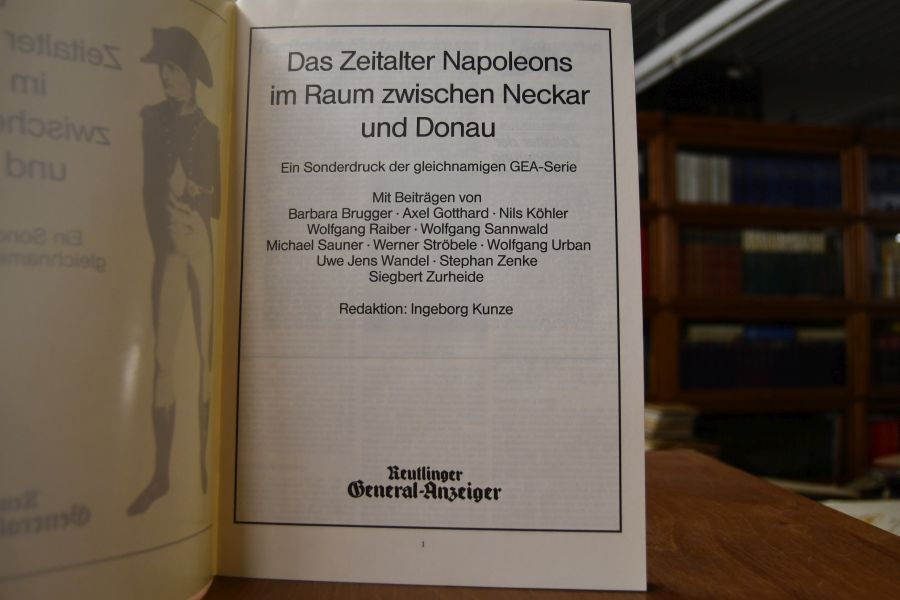 Das Zeitalter Napoleons
im Raum zwischen Neckar
und Donau
Ein Sonderdruck der gleichnamigen GEA-Serie
Mit Beiträgen von
Barbara Brugger · Axel Gotthard · Nils Köhler
Wolfgang Raiber · Wolfgang Sannwald
Michael Sauner · Werner Ströbele · Wolfgang Urban
Uwe Jens Wandel · Stephan Zenke
Siegbert Zurheide
Redaktion: Ingeborg Kunze
Reutlinger
General-Anzeiger
1